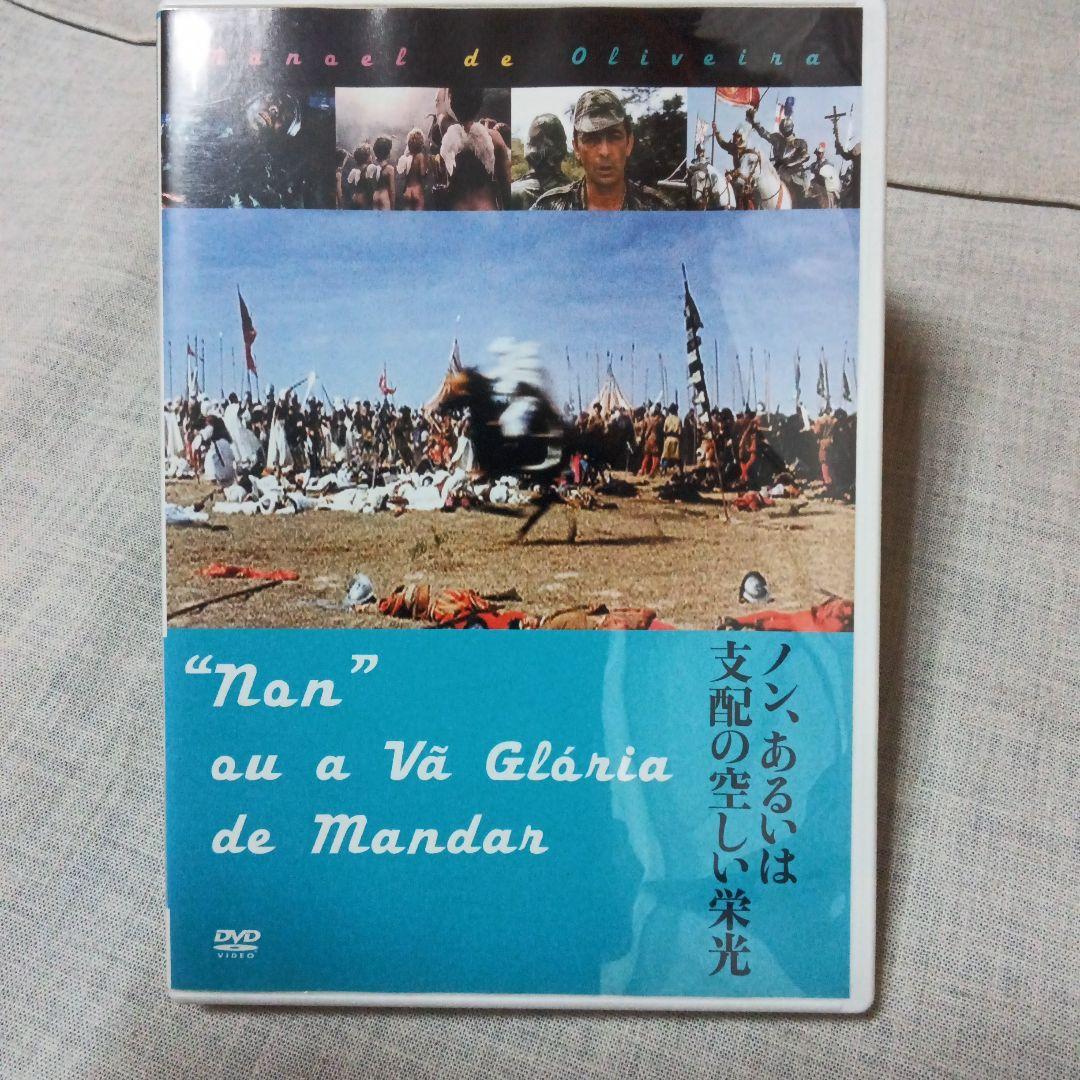 Manoel de Oliveira
“Non”
ou a Vã Glória
de Mandar
ノン、あるいは
支配の空しい栄光
DVD
VIDEO